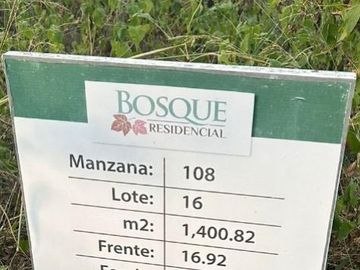 BOSQUE
RESIDENCIAL
Manzana: 108
Lote: 16
m2: 1,400.82
Frente: 16.92